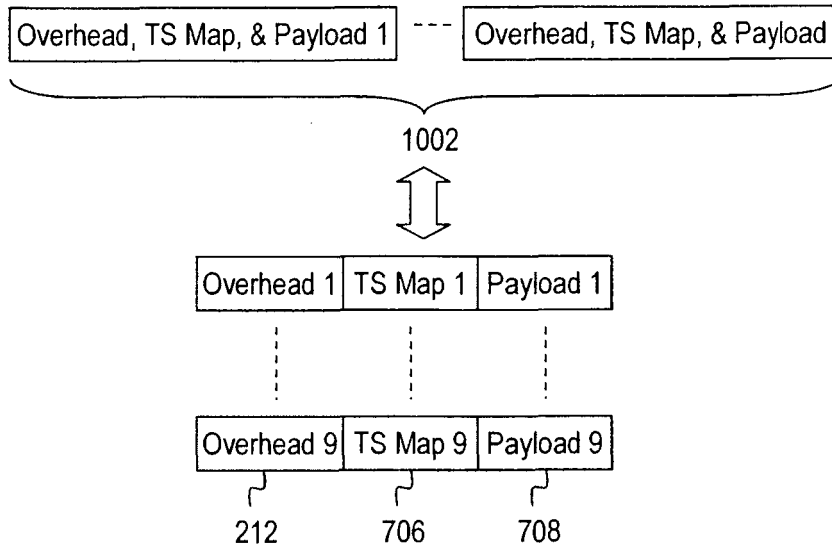 Overhead, TS Map, & Payload 1 Overhead, TS Map, & Payload
1002
Overhead 1 TS Map 1 Payload 1
Overhead 9 TS Map 9 Payload 9
212 706 708